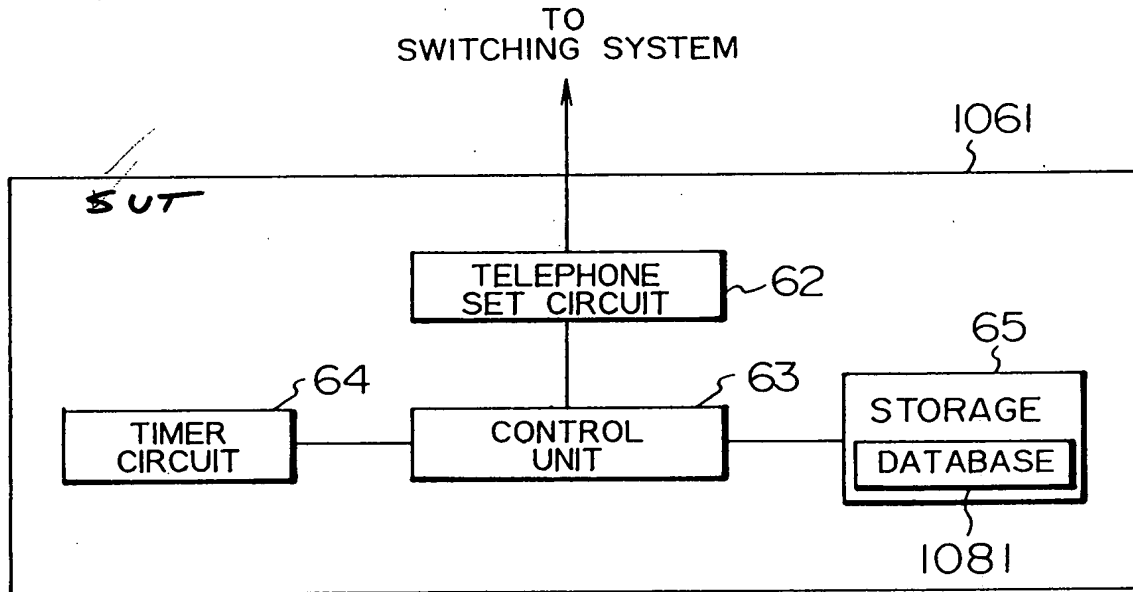 TO
SWITCHING SYSTEM
1061
SUT
TELEPHONE
SET CIRCUIT
62
65
64
63
STORAGE
TIMER
CIRCUIT
CONTROL
UNIT
DATABASE
1081